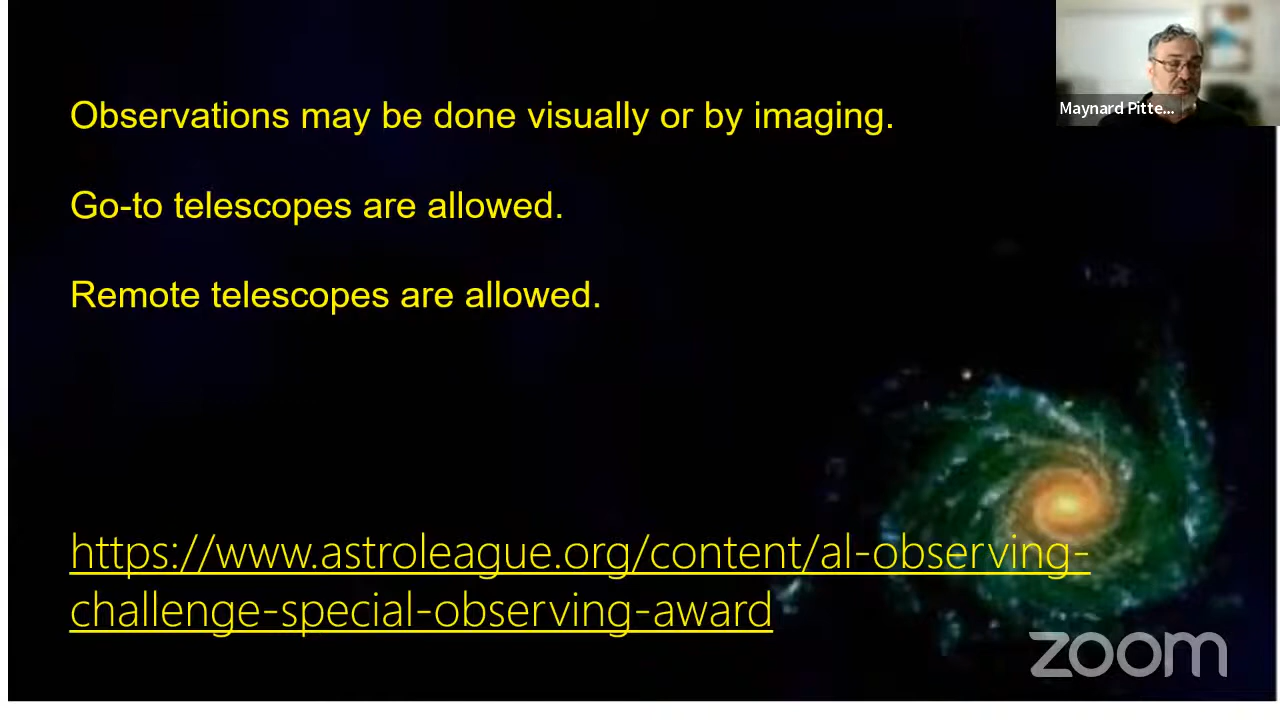 Observations may be done visually or by imaging.
Maynard Pitte...
Go-to telescopes are allowed.
Remote telescopes are allowed.
https://www.astroleague.org/content/al-observing-
challenge-special-observing-award
zoom